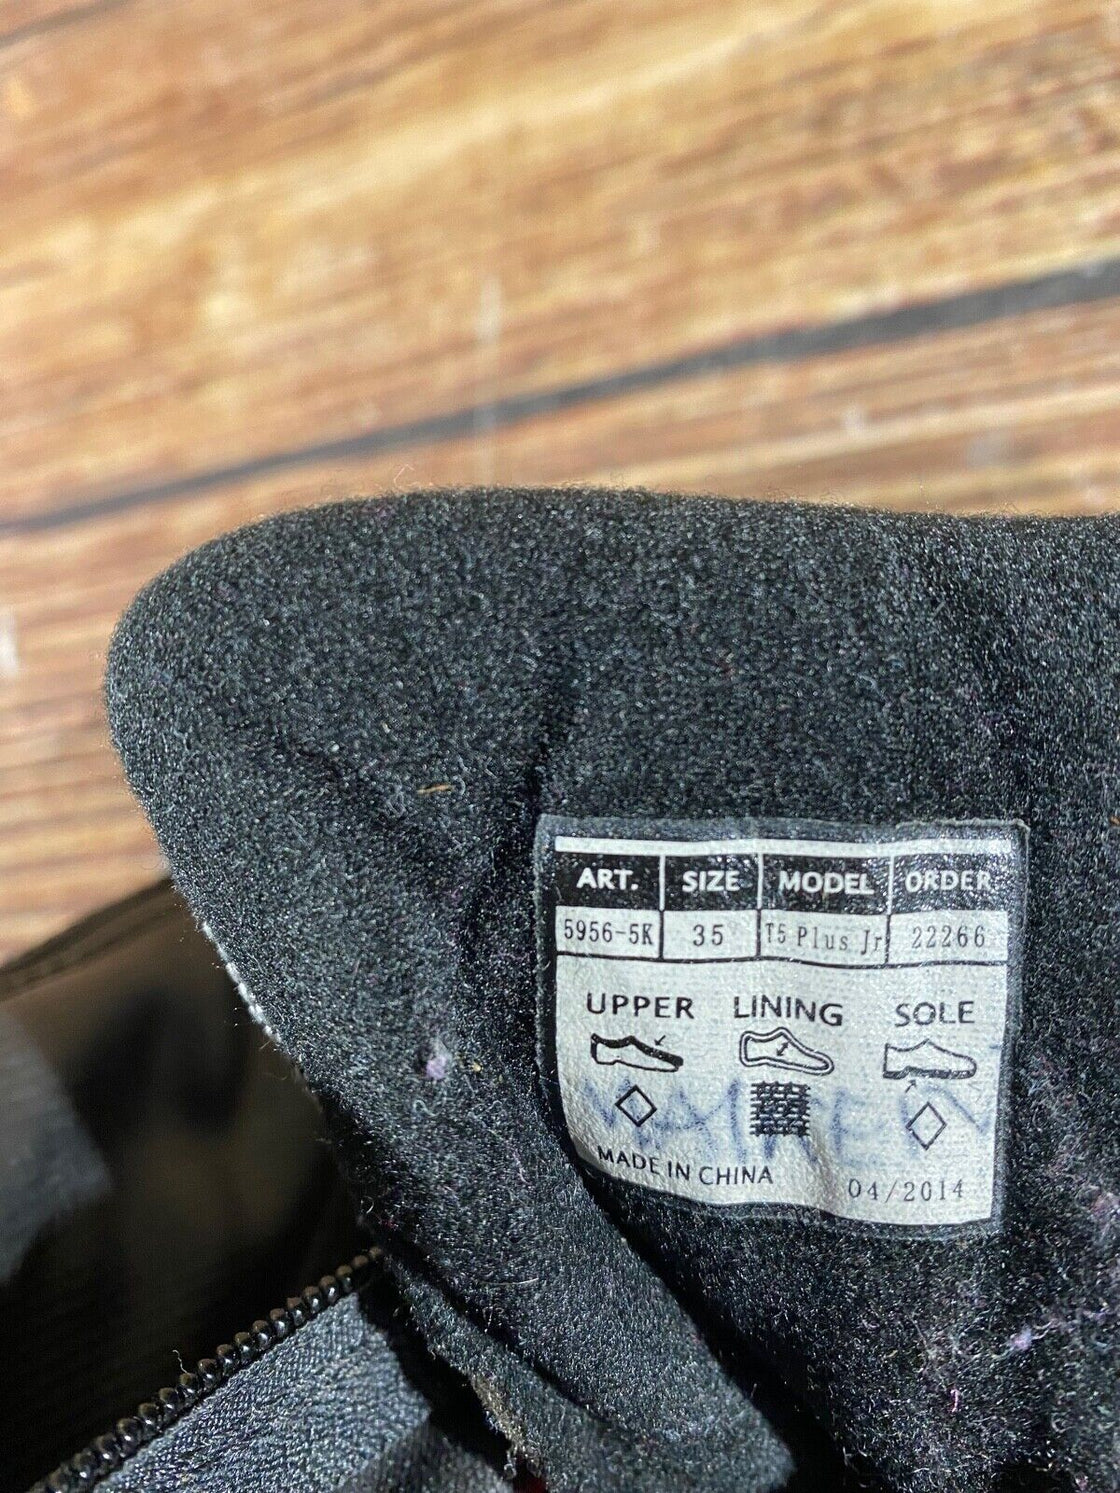 ART. SIZE MODEL ORDER
5956-5K 35 T5 Plus Jr 22266
UPPER LINING SOLE
MADE IN CHINA 04/2014